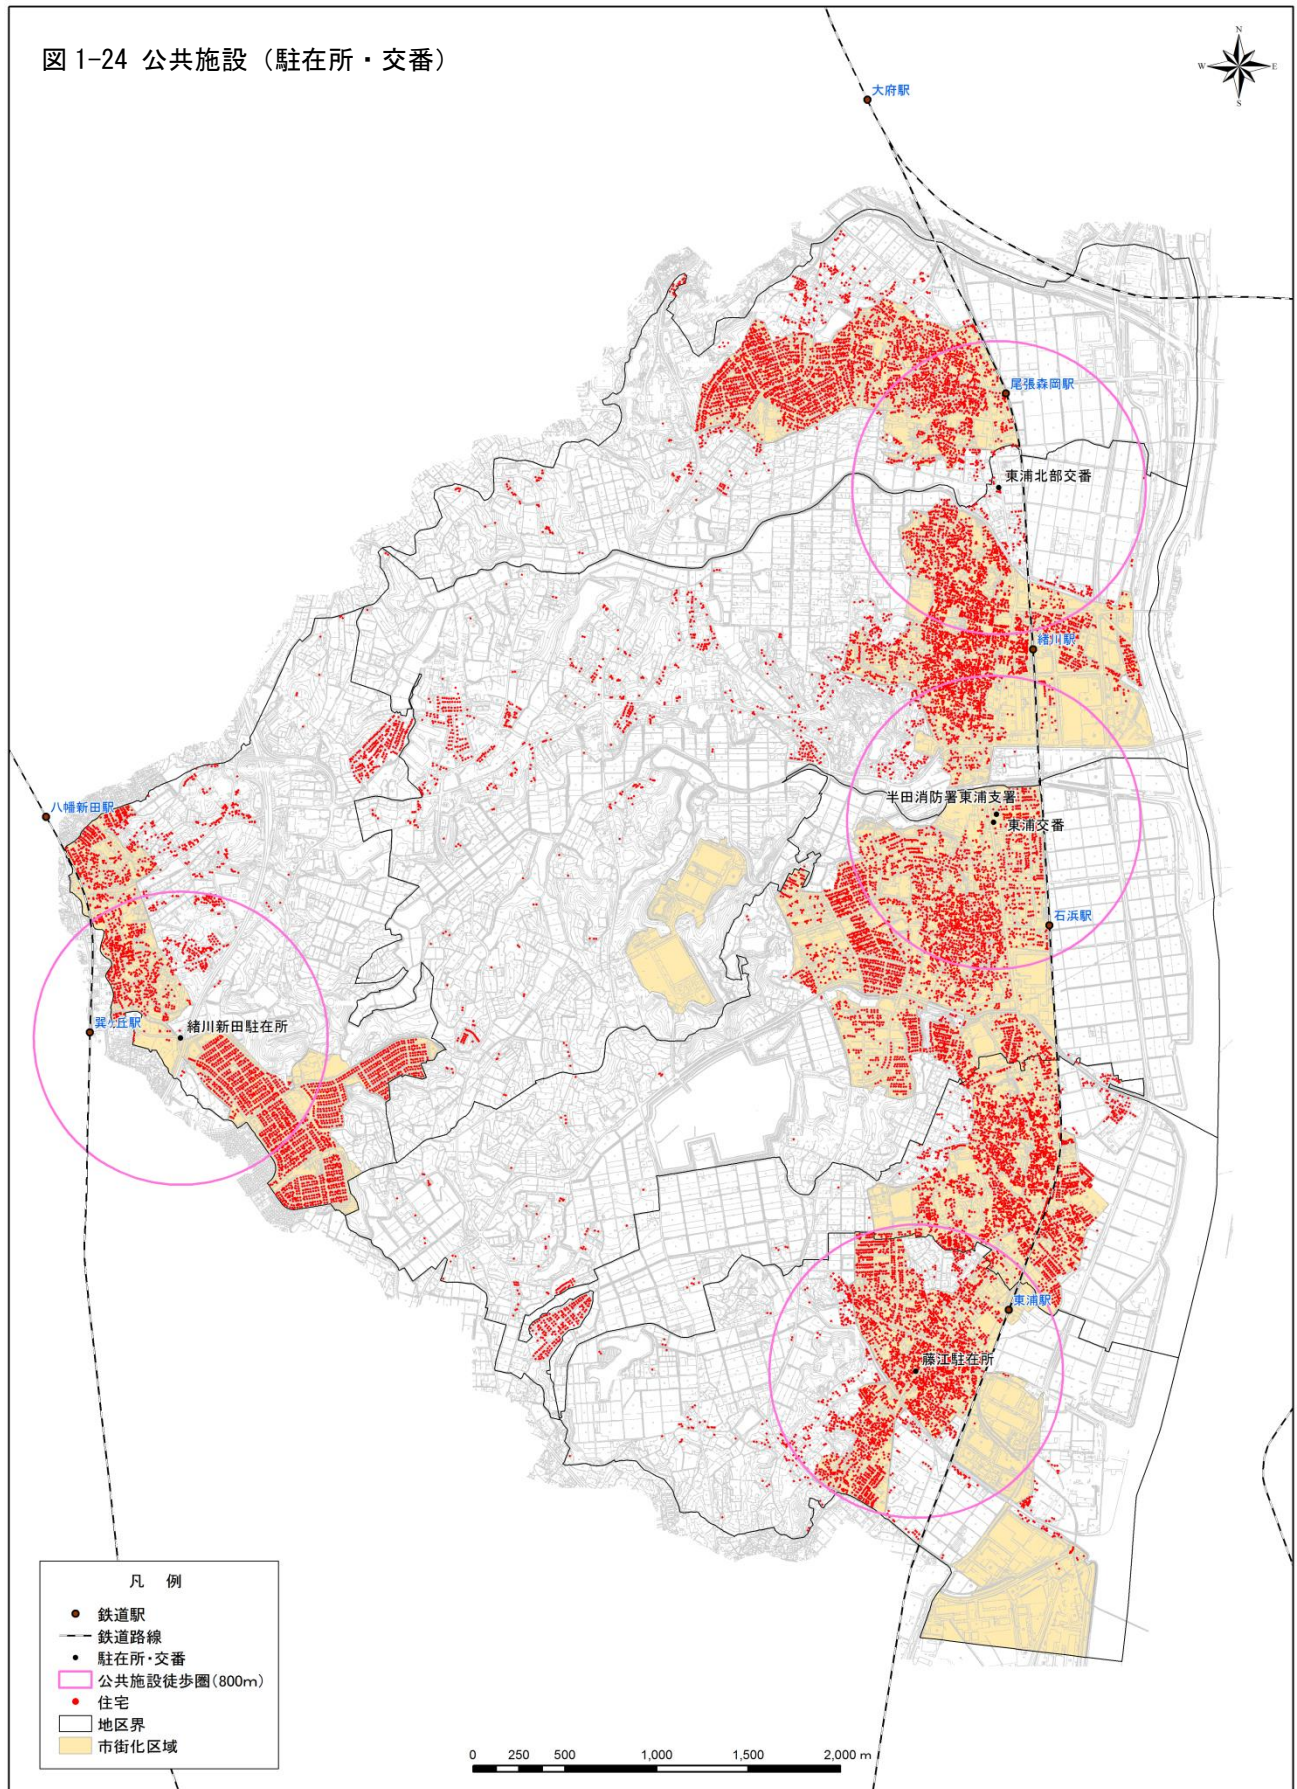 図 1-24 公共施設（駐在所・交番）
N
W
E
S
大府駅
尾張森岡駅
東浦北部交番
緒川駅
半田消防署東浦支署
八幡新田駅
東浦交番
石浜駅
巽ヶ丘駅
緒川新田駐在所
東浦駅
藤江駐在所
凡 例
鉄道駅
鉄道路線
駐在所・交番
公共施設徒歩圏(800m)
住宅
地区界
市街化区域
0 250 500 1,000 1,500 2,000 m